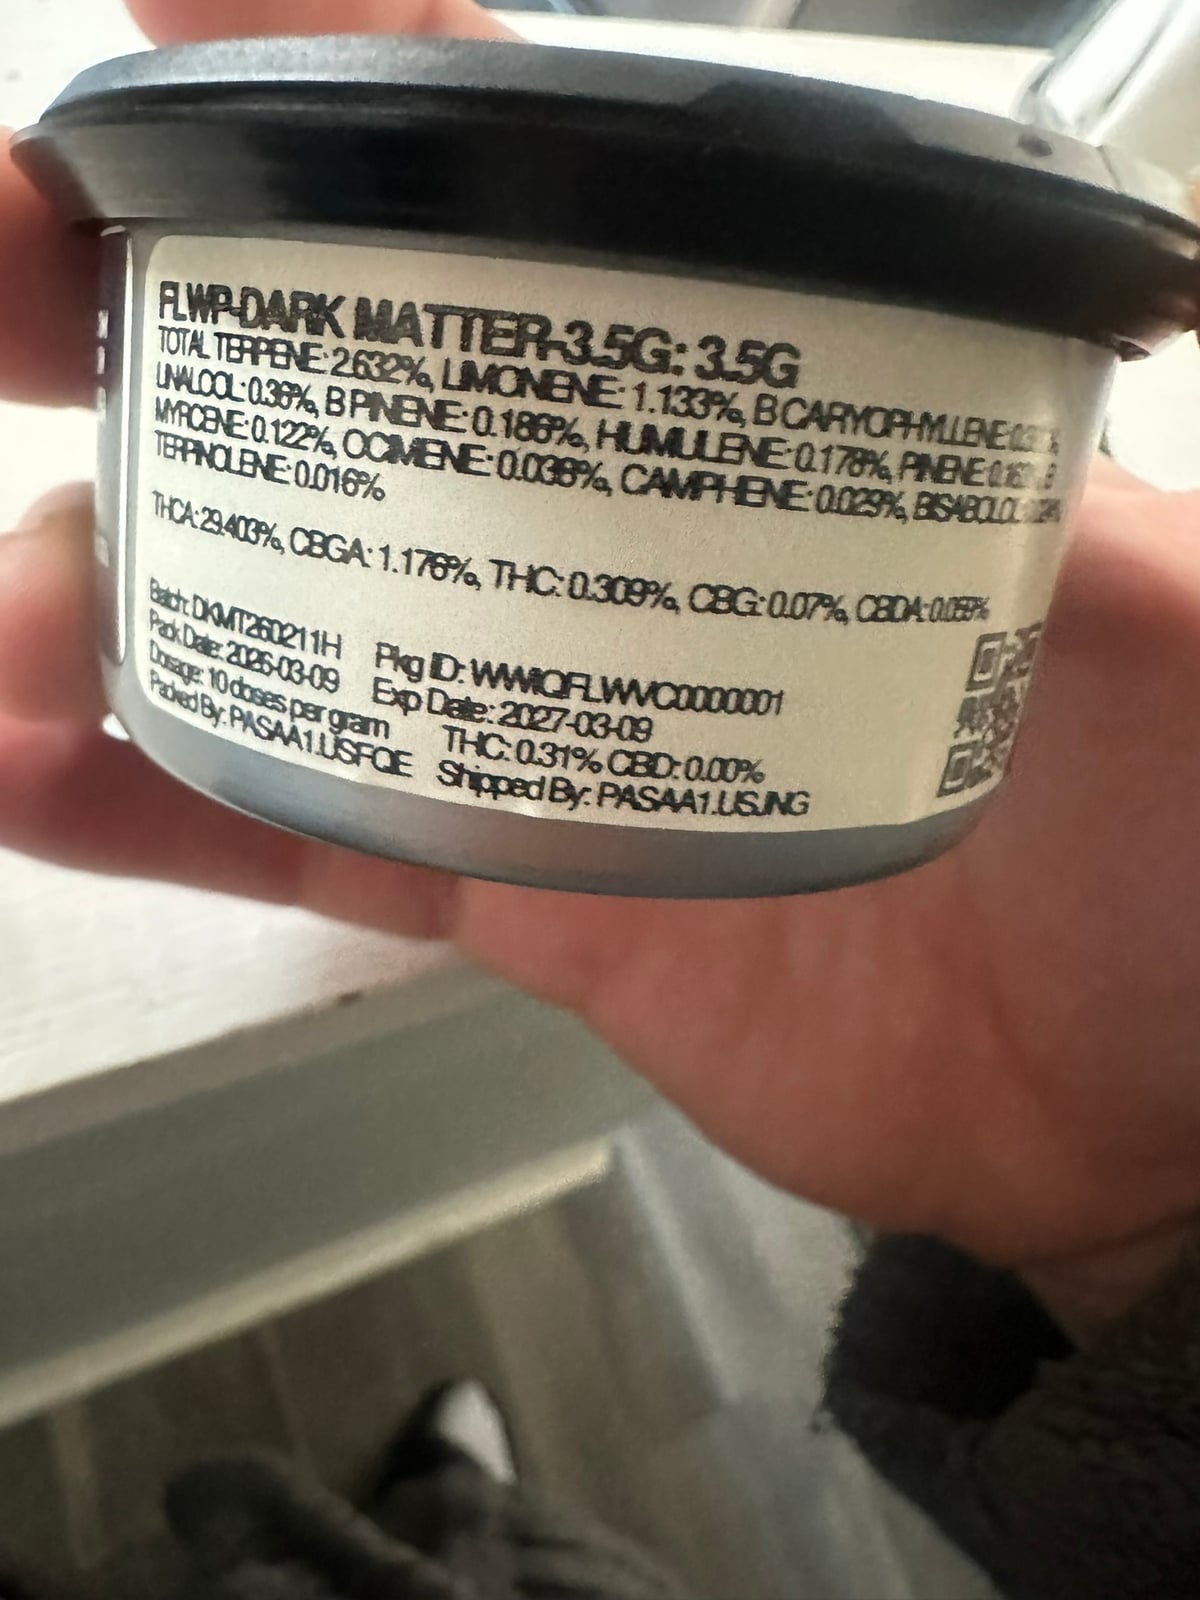 FLWP-DARK MATTER-3.5G: 3.5G
TOTAL TERPENE: 2.632%, LIMONENE: 1.133%, B CARYOPHYLLENE:
LINALOOL: 0.38%, B PINENE: 0.186%, HUMULENE: 0.178%, PINENE: B
MYRCENE: 0.122%, OCIMENE: 0.038%, CAMPHENE: 0.029%, BISABOLOL:
TERPINOLENE: 0.016%
THCA: 29.403%, CBGA: 1.176%, THC: 0.309%, CBG: 0.07%, CBDA: 0.059%
Batch: DKMT260211H Pkg ID: WWIQFLWVC0000001
Pack Date: 2026-03-09 Exp Date: 2027-03-09
Dosage: 10 doses per gram THC: 0.31% CBD: 0.00%
Packed By: PASAA1.USFQE Shipped By: PASAA1.USJNG